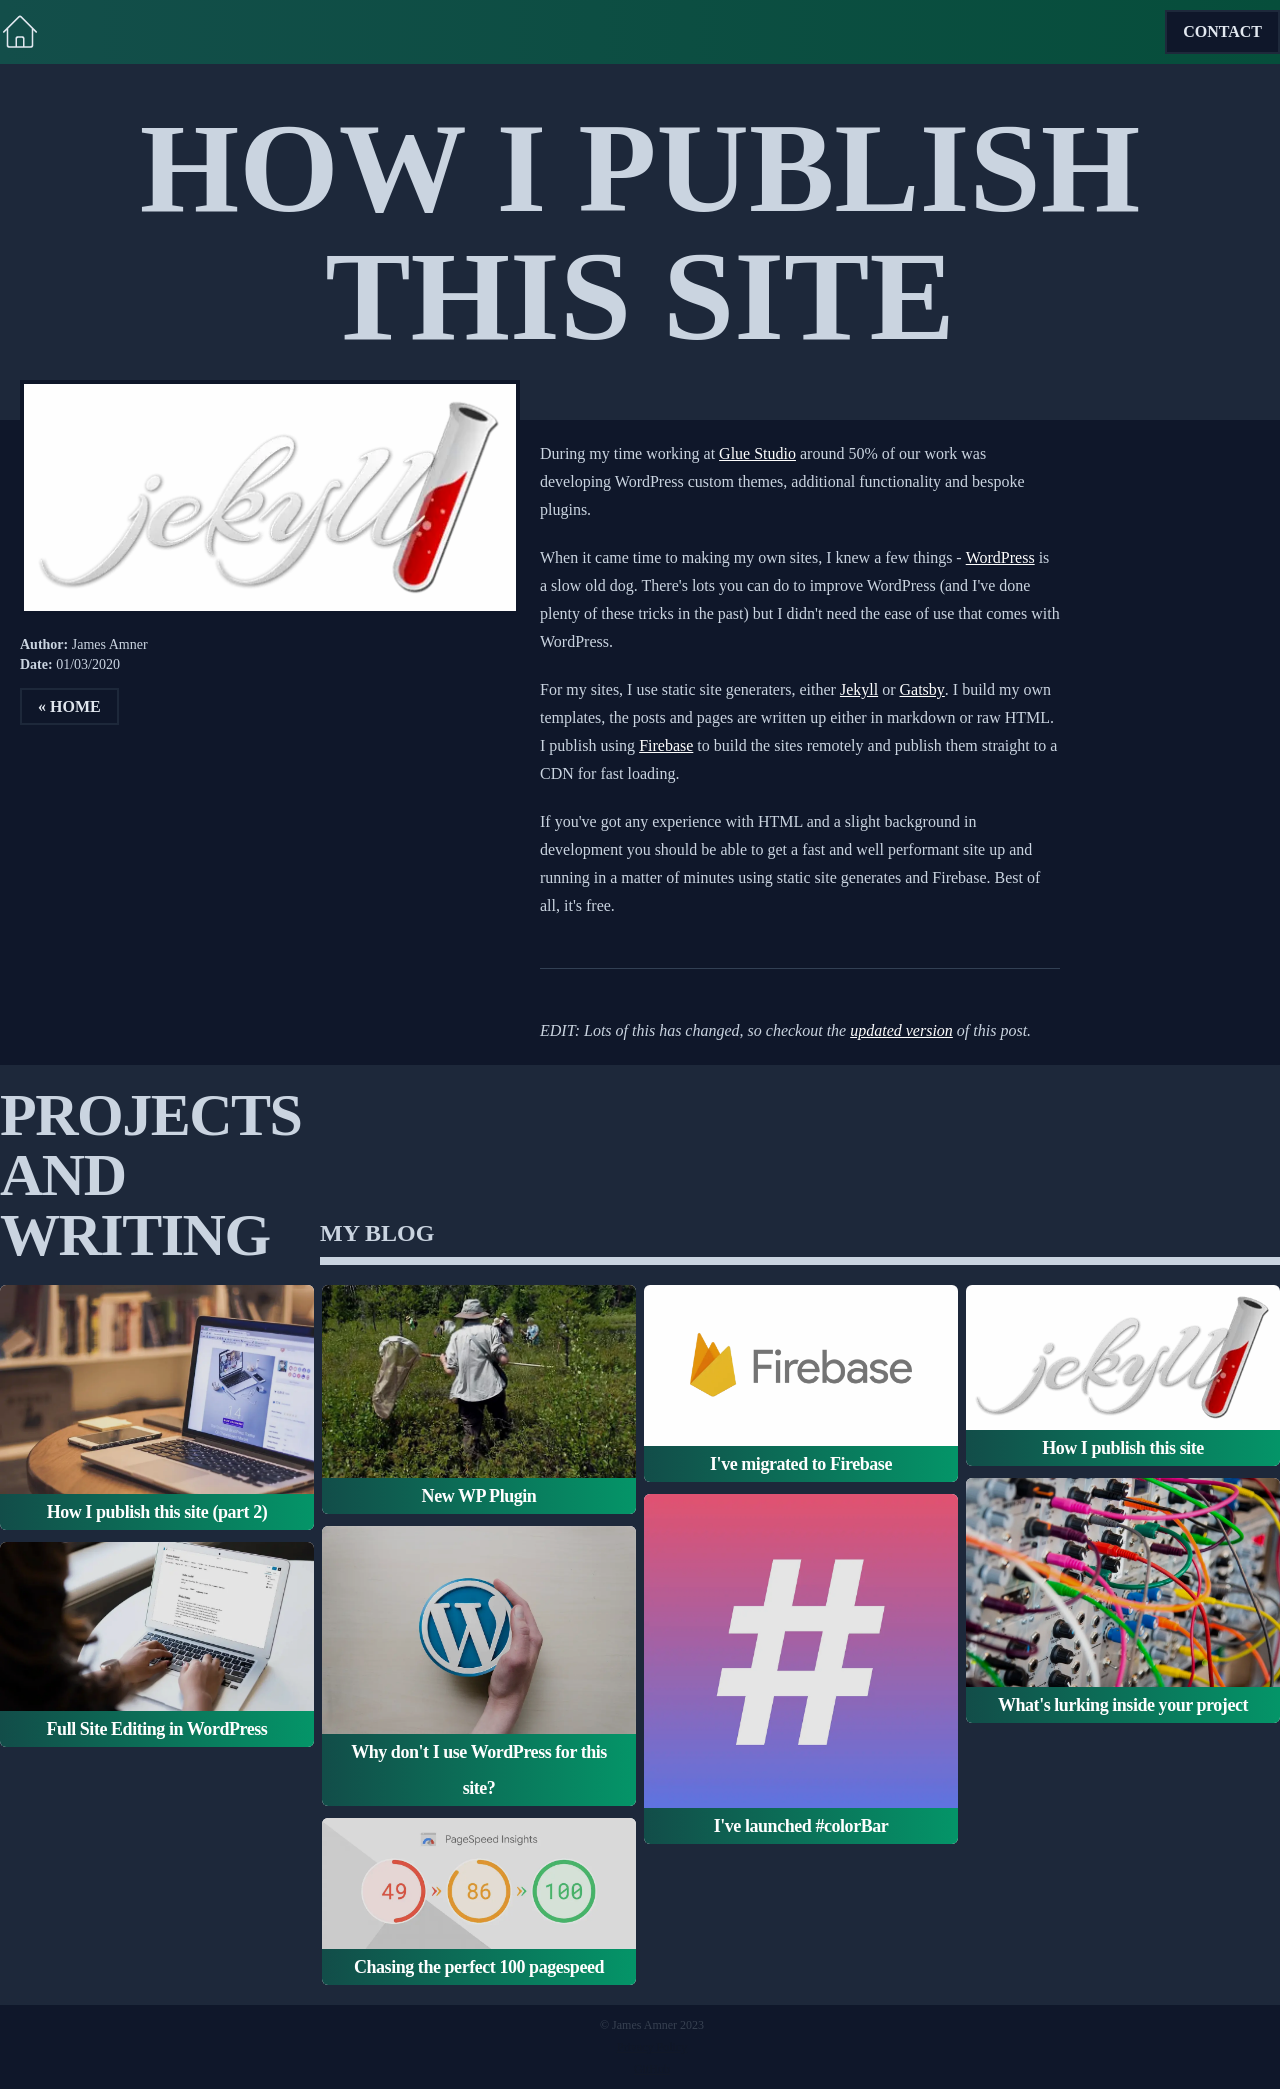 CONTACT
HOW I PUBLISH
THIS SITE
jekyll
Author: James Amner
Date: 01/03/2020
« HOME
During my time working at Glue Studio around 50% of our work was
developing WordPress custom themes, additional functionality and bespoke
plugins.
When it came time to making my own sites, I knew a few things - WordPress is
a slow old dog. There's lots you can do to improve WordPress (and I've done
plenty of these tricks in the past) but I didn't need the ease of use that comes with
WordPress.
For my sites, I use static site generaters, either Jekyll or Gatsby. I build my own
templates, the posts and pages are written up either in markdown or raw HTML.
I publish using Firebase to build the sites remotely and publish them straight to a
CDN for fast loading.
If you've got any experience with HTML and a slight background in
development you should be able to get a fast and well performant site up and
running in a matter of minutes using static site generates and Firebase. Best of
all, it's free.
EDIT: Lots of this has changed, so checkout the updated version of this post.
PROJECTS
AND
WRITING
MY BLOG
How I publish this site (part 2)
Full Site Editing in WordPress
New WP Plugin
W
Why don't I use WordPress for this
site?
PageSpeed Insights
49 » 86 » 100
Chasing the perfect 100 pagespeed
Firebase
I've migrated to Firebase
#
I've launched #colorBar
jekyll
How I publish this site
What's lurking inside your project
© James Amner 2023